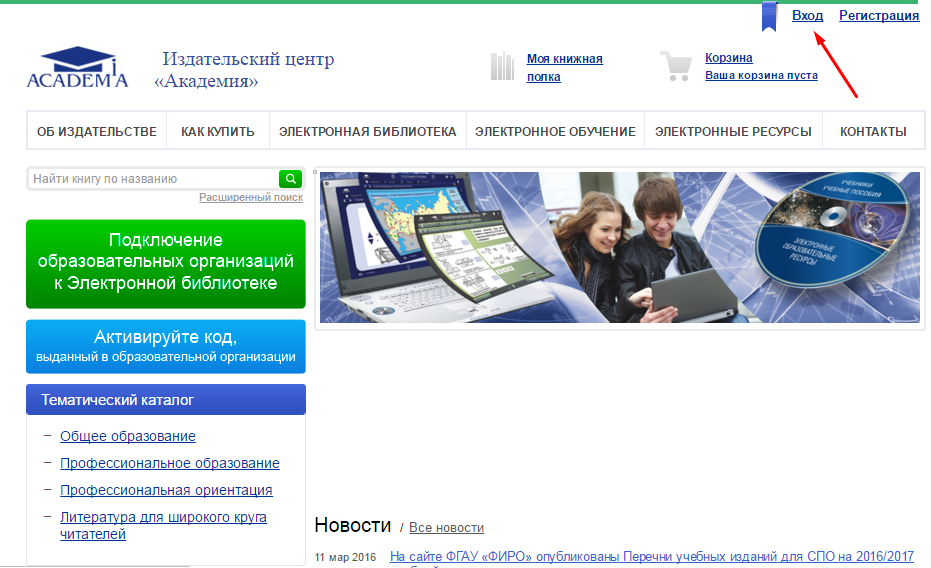 Вход Регистрация
ACADEMIA
Издательский центр
«Академия»
Моя книжная
полка
Корзина
Ваша корзина пуста
ОБ ИЗДАТЕЛЬСТВЕ КАК КУПИТЬ ЭЛЕКТРОННАЯ БИБЛИОТЕКА ЭЛЕКТРОННОЕ ОБУЧЕНИЕ ЭЛЕКТРОННЫЕ РЕСУРСЫ КОНТАКТЫ
Найти книгу по названию
Расширенный поиск
УЧЕБНИКИ
УЧЕБНЫЕ ПОСОБИЯ
ЭЛЕКТРОННЫЕ
ОБРАЗОВАТЕЛЬНЫЕ
РЕСУРСЫ
Подключение
образовательных организаций
к Электронной библиотеке
Активируйте код,
выданный в образовательной организации
Тематический каталог
– Общее образование
– Профессиональное образование
– Профессиональная ориентация
– Литература для широкого круга
читателей
Новости / Все новости
11 мар 2016 На сайте ФГАУ «ФИРО» опубликованы Перечни учебных изданий для СПО на 2016/2017